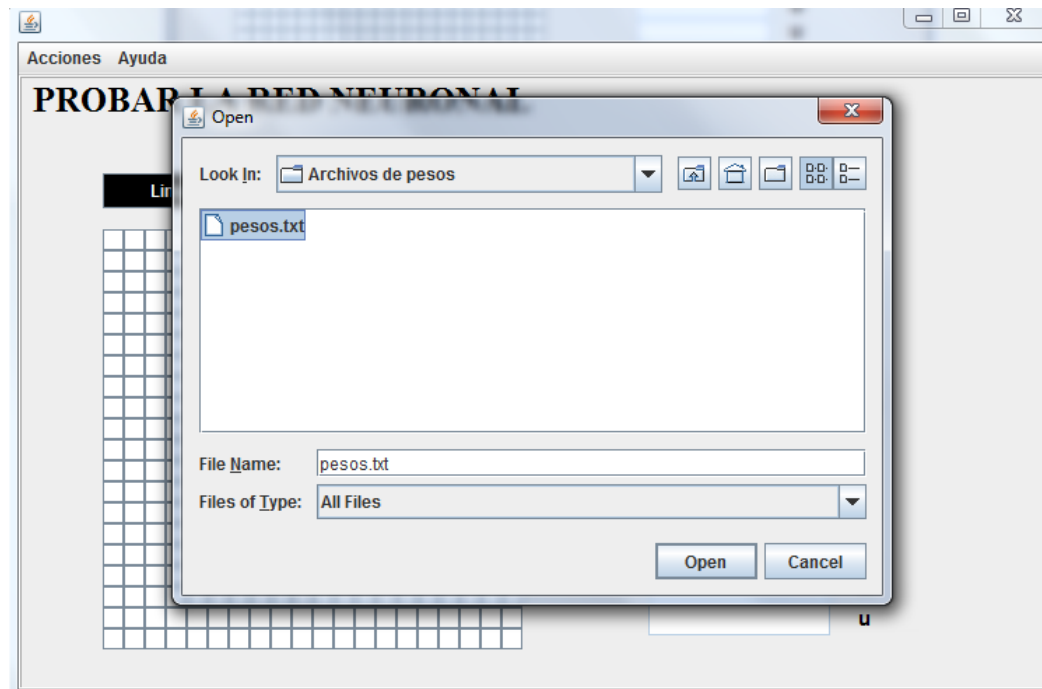 Acciones Ayuda
PROBAR LA RED NEURONAL
Open
Look In: Archivos de pesos
pesos.txt
File Name: pesos.txt
Files of Type: All Files
Open Cancel
u